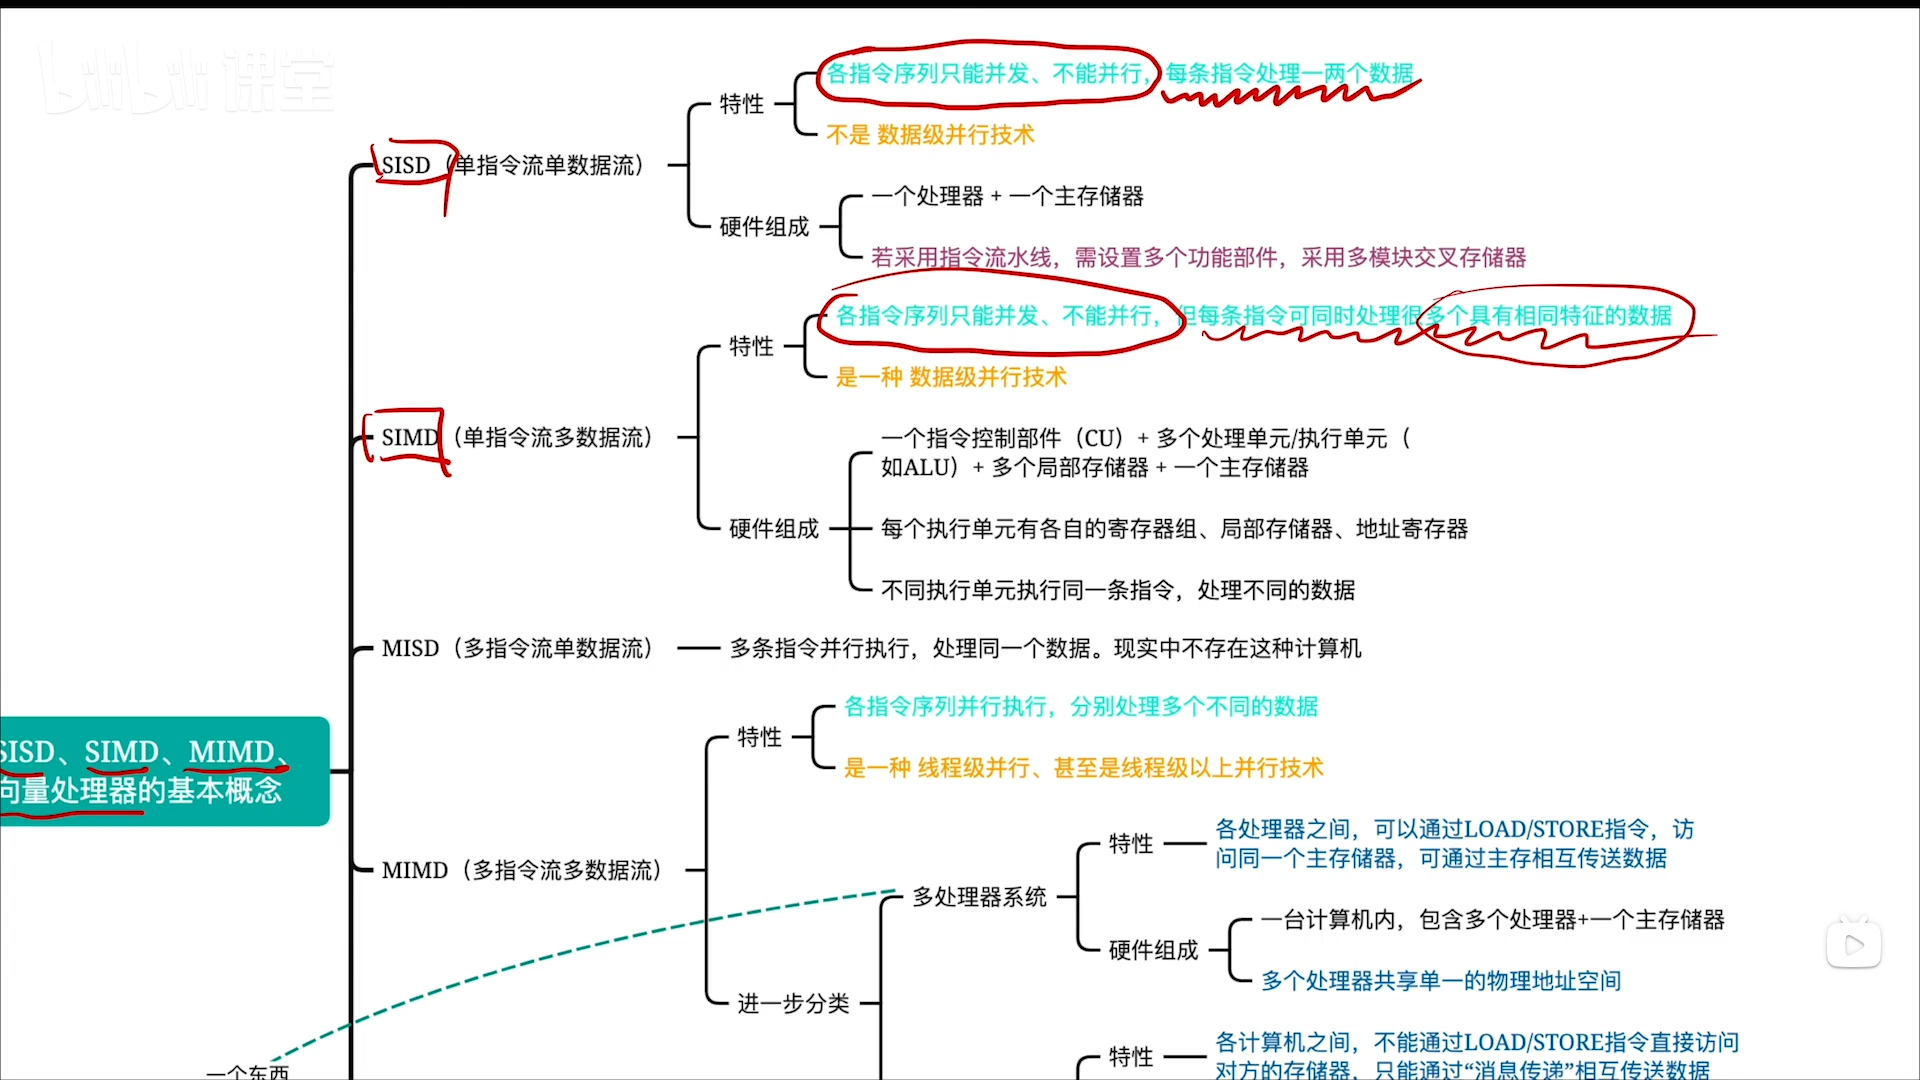 bilibili 课堂
各指令序列只能并发、不能并行，每条指令处理一两个数据
特性
不是 数据级并行技术
SISD（单指令流单数据流）
一个处理器 + 一个主存储器
硬件组成
若采用指令流水线，需设置多个功能部件，采用多模块交叉存储器
各指令序列只能并发、不能并行，但每条指令可同时处理很多个具有相同特征的数据
特性
是一种 数据级并行技术
SIMD（单指令流多数据流）
一个指令控制部件（CU）+ 多个处理单元/执行单元（
如ALU）+ 多个局部存储器 + 一个主存储器
硬件组成
每个执行单元有各自的寄存器组、局部存储器、地址寄存器
不同执行单元执行同一条指令，处理不同的数据
MISD（多指令流单数据流）
多条指令并行执行，处理同一个数据。现实中不存在这种计算机
各指令序列并行执行，分别处理多个不同的数据
特性
是一种 线程级并行、甚至是线程级以上并行技术
SISD、SIMD、MIMD、
向量处理器的基本概念
MIMD（多指令流多数据流）
各处理器之间，可以通过LOAD/STORE指令，访
问同一个主存储器，可通过主存相互传送数据
特性
多处理器系统
一台计算机内，包含多个处理器+一个主存储器
硬件组成
多个处理器共享单一的物理地址空间
进一步分类
各计算机之间，不能通过LOAD/STORE指令直接访问
对方的存储器，只能通过“消息传递”相互传送数据
特性
一个东西